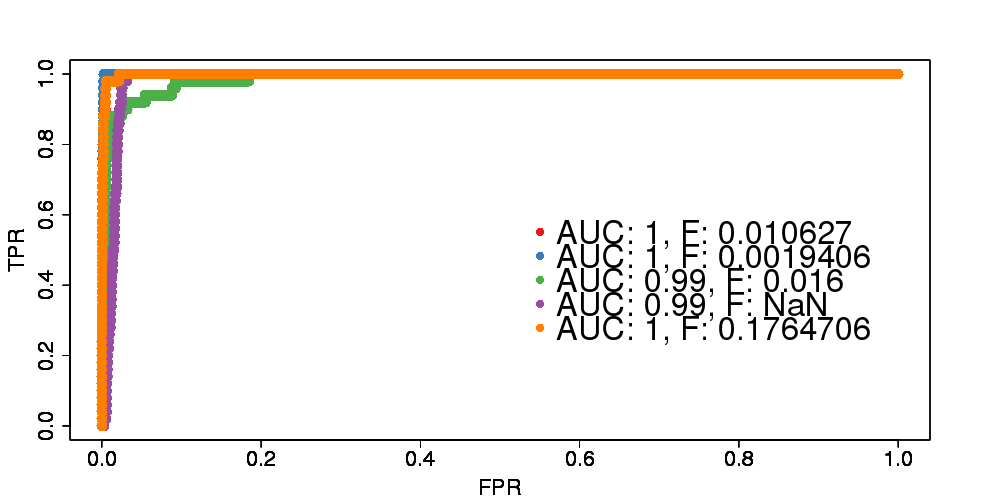 1.0
0.8
0.6
0.4
0.2
0.0
TPR
AUC: 1, F: 0.010627
AUC: 1, F: 0.0019406
AUC: 0.99, F: 0.016
AUC: 0.99, F: NaN
AUC: 1, F: 0.1764706
0.0 0.2 0.4 0.6 0.8 1.0
FPR